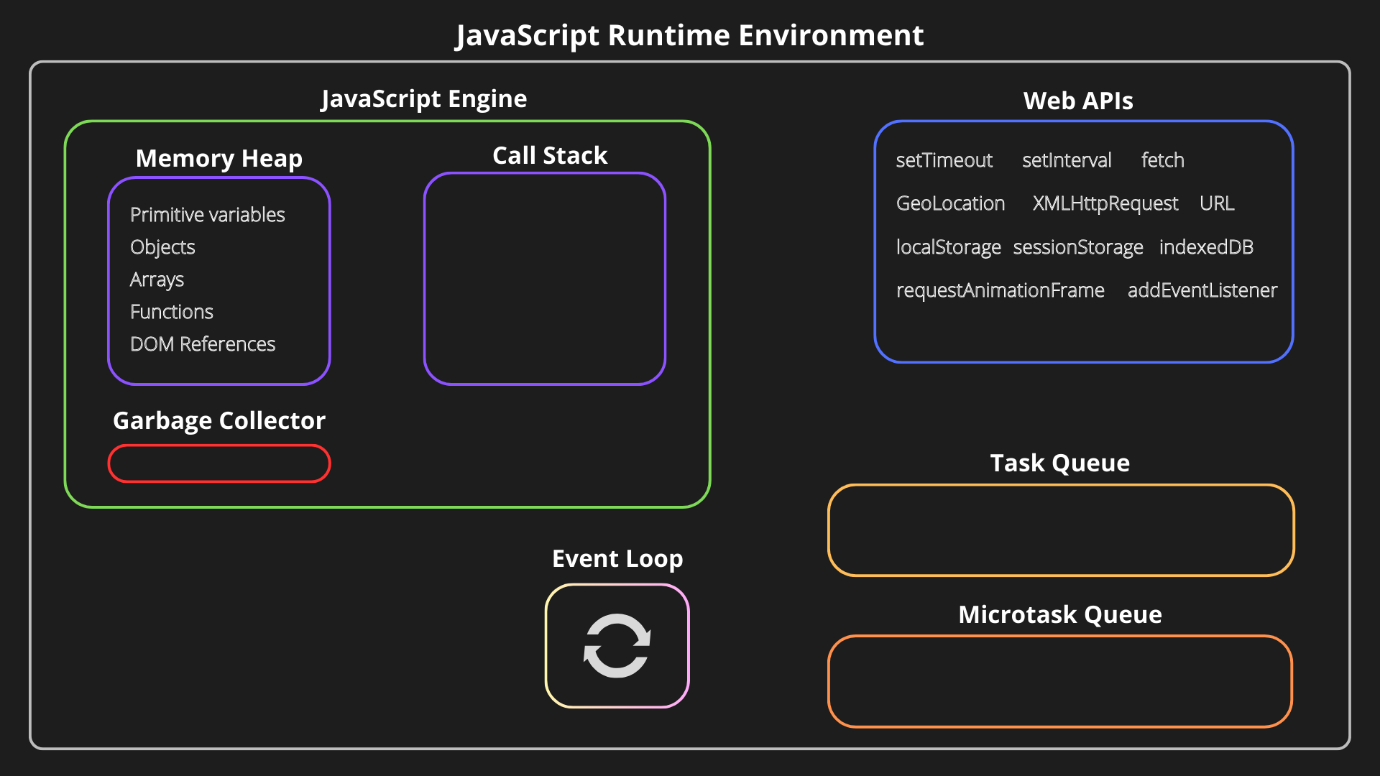 JavaScript Runtime Environment
JavaScript Engine
Memory Heap
Primitive variables
Objects
Arrays
Functions
DOM References
Call Stack
Garbage Collector
Web APIs
setTimeout setInterval fetch
GeoLocation XMLHttpRequest URL
localStorage sessionStorage indexedDB
requestAnimationFrame addEventListener
Event Loop
Task Queue
Microtask Queue